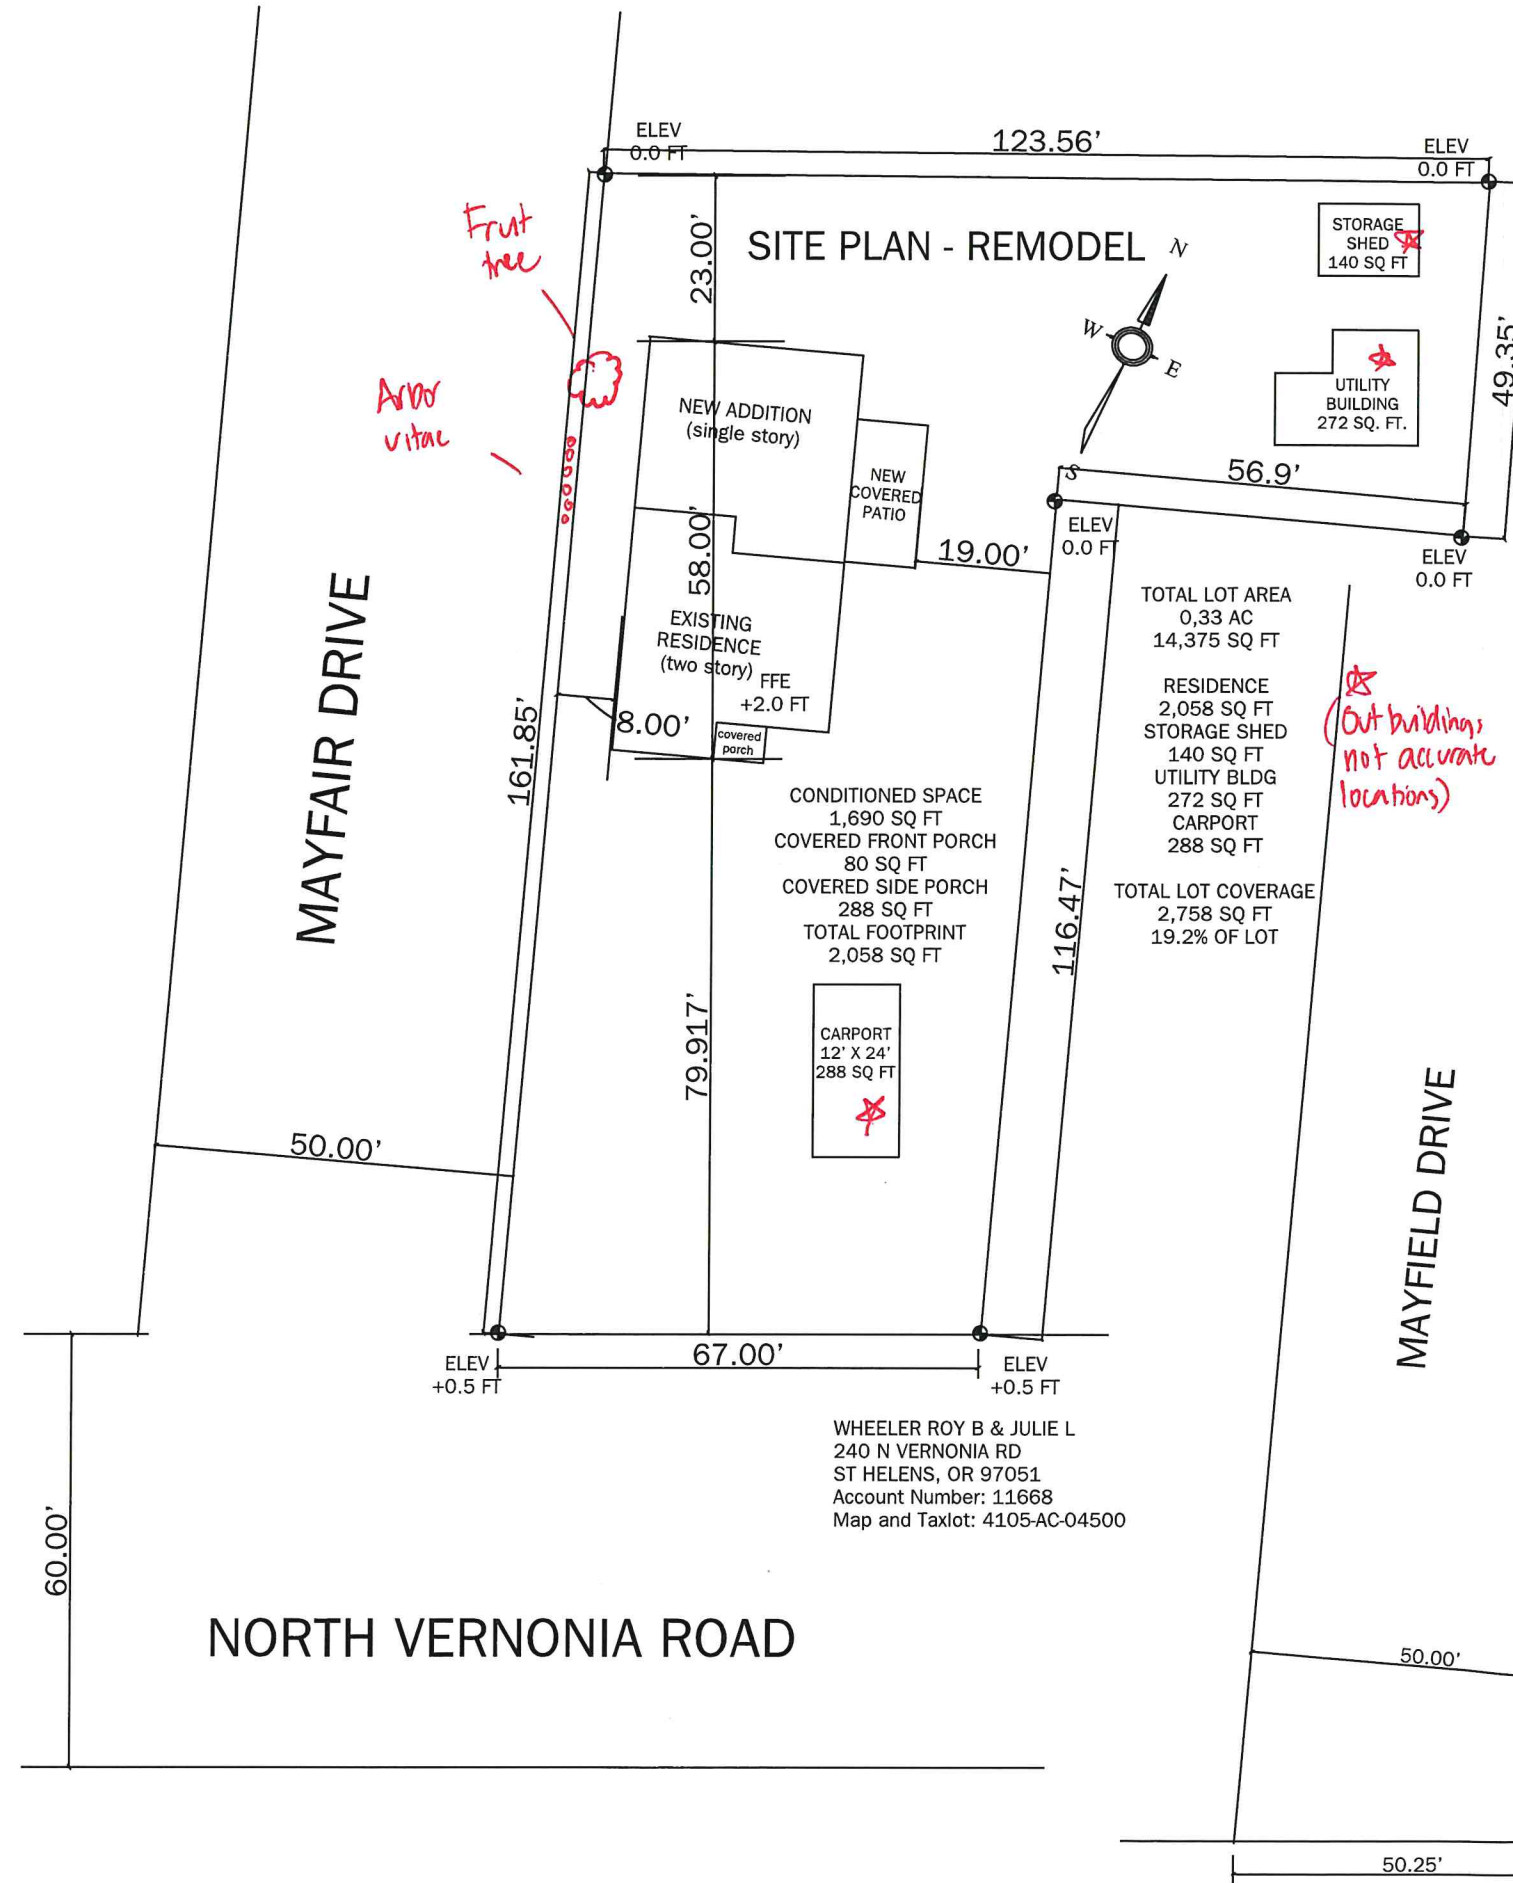 ELEV
0.0 FT
123.56'
ELEV
0.0 FT
Fruit
tree
23.00'
SITE PLAN - REMODEL
N
W
E
S
STORAGE
SHED
140 SQ FT
49.35'
UTILITY
BUILDING
272 SQ. FT.
Arbor
vitae
NEW ADDITION
(single story)
NEW
COVERED
PATIO
56.9'
ELEV
0.0 FT
ELEV
0.0 FT
19.00'
58.00'
EXISTING
RESIDENCE
(two story)
FFE
+2.0 FT
8.00'
covered
porch
MAYFAIR DRIVE
161.85'
TOTAL LOT AREA
0,33 AC
14,375 SQ FT
RESIDENCE
2,058 SQ FT
STORAGE SHED
140 SQ FT
UTILITY BLDG
272 SQ FT
CARPORT
288 SQ FT
TOTAL LOT COVERAGE
2,758 SQ FT
19.2% OF LOT
(Out buildings
not accurate
locations)
CONDITIONED SPACE
1,690 SQ FT
COVERED FRONT PORCH
80 SQ FT
COVERED SIDE PORCH
288 SQ FT
TOTAL FOOTPRINT
2,058 SQ FT
116.47'
79.917'
CARPORT
12' X 24'
288 SQ FT
MAYFIELD DRIVE
50.00'
67.00'
ELEV
+0.5 FT
ELEV
+0.5 FT
WHEELER ROY B & JULIE L
240 N VERNONIA RD
ST HELENS, OR 97051
Account Number: 11668
Map and Taxlot: 4105-AC-04500
60.00'
NORTH VERNONIA ROAD
50.00'
50.25'